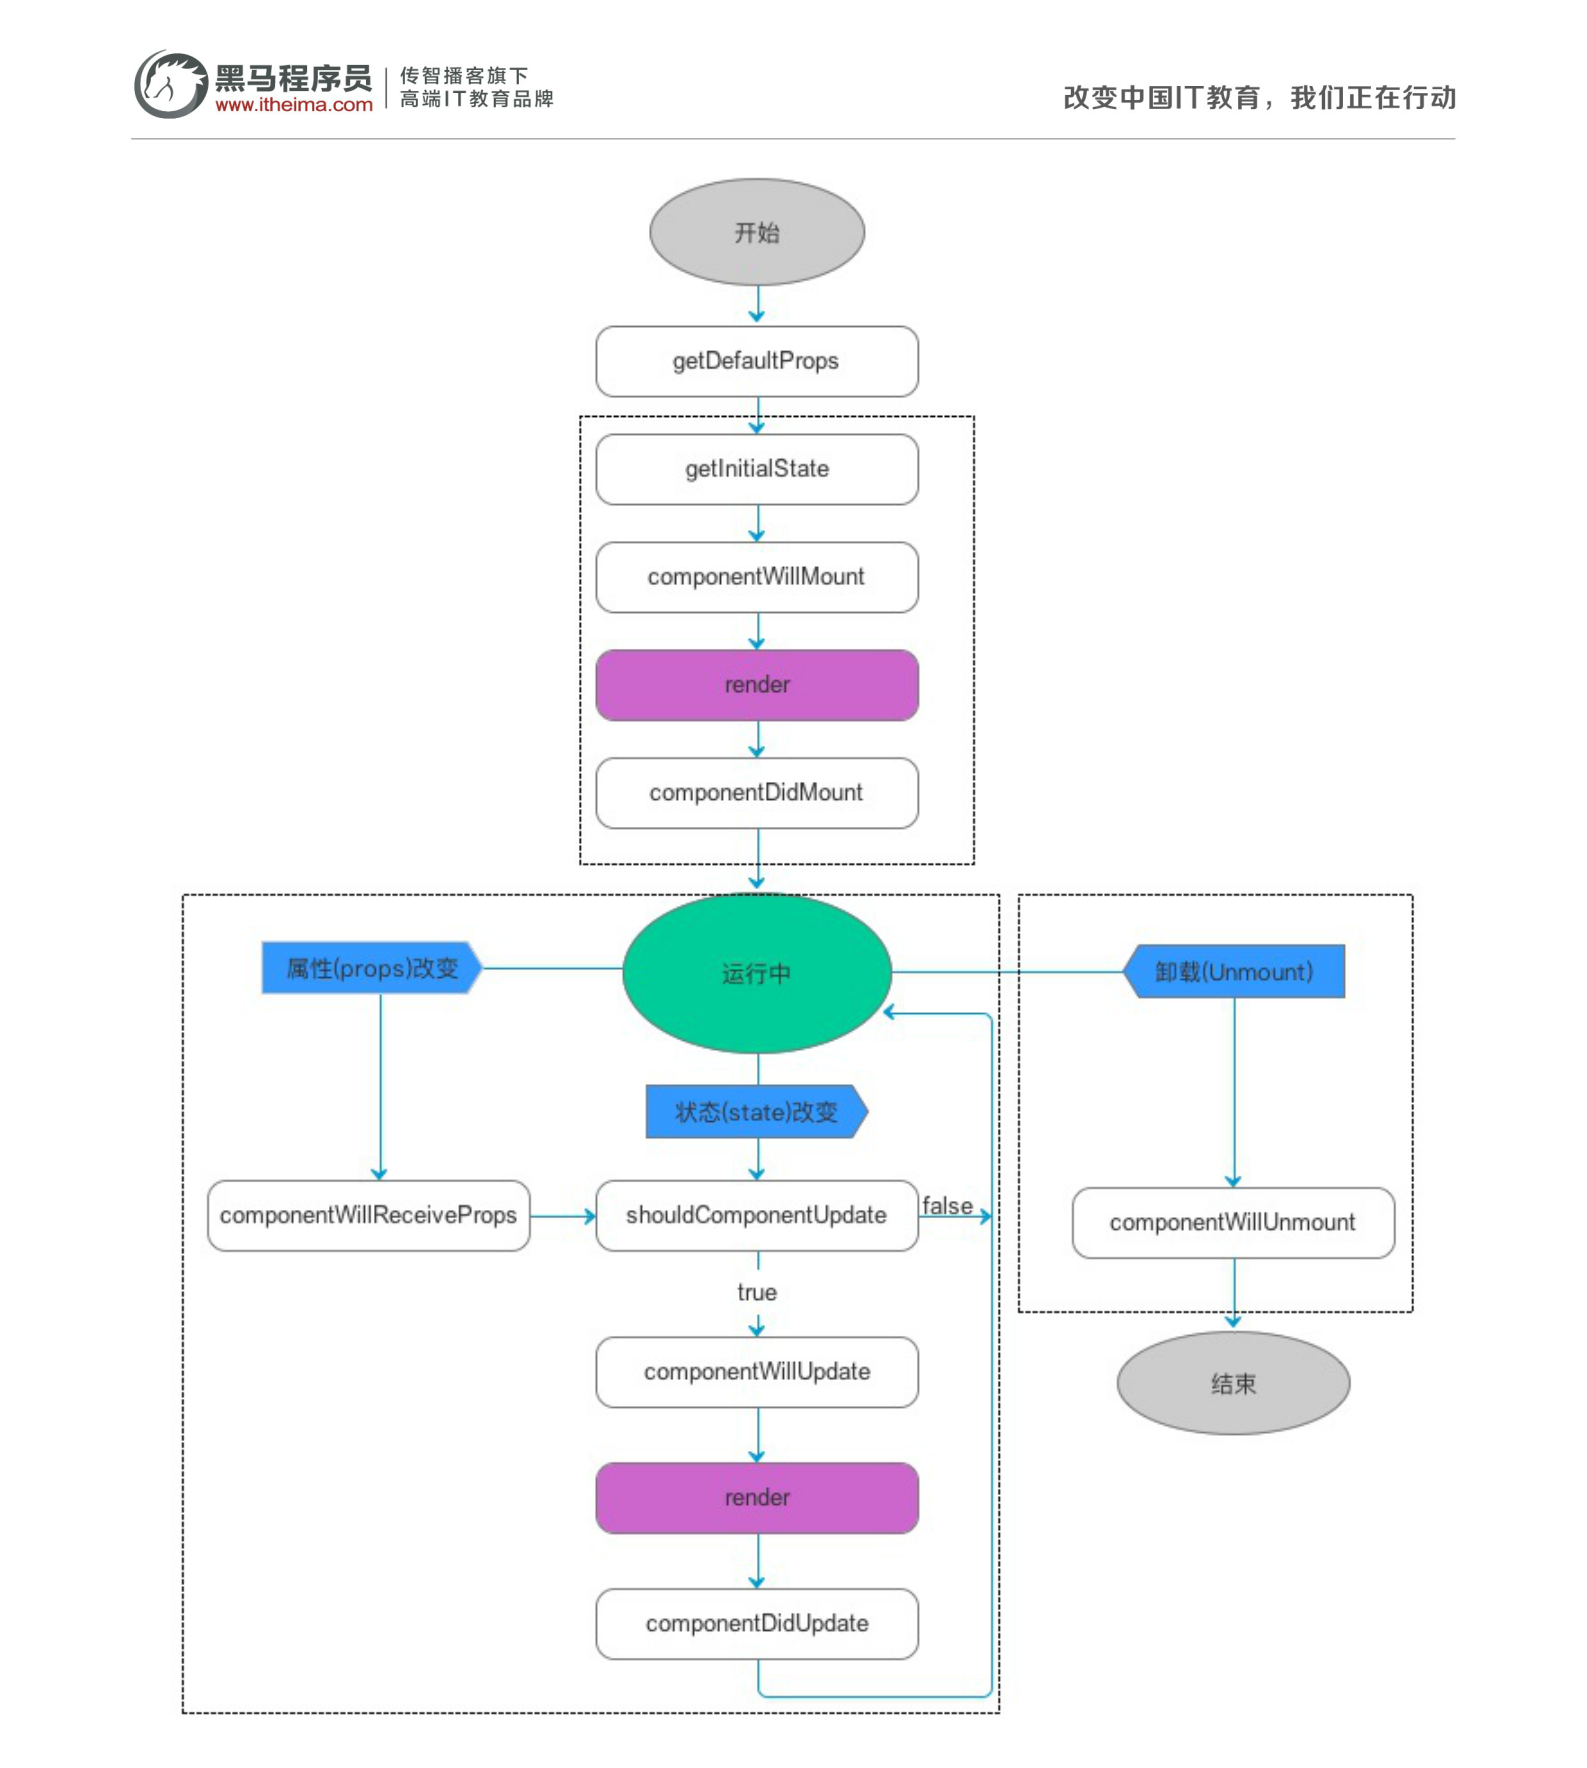 黑马程序员
www.itheima.com
传智播客旗下
高端IT教育品牌
改变中国IT教育，我们正在行动
开始
getDefaultProps
getInitialState
componentWillMount
render
componentDidMount
属性(props)改变
运行中
卸载(Unmount)
状态(state)改变
componentWillReceiveProps
shouldComponentUpdate
false
componentWillUnmount
true
componentWillUpdate
结束
render
componentDidUpdate